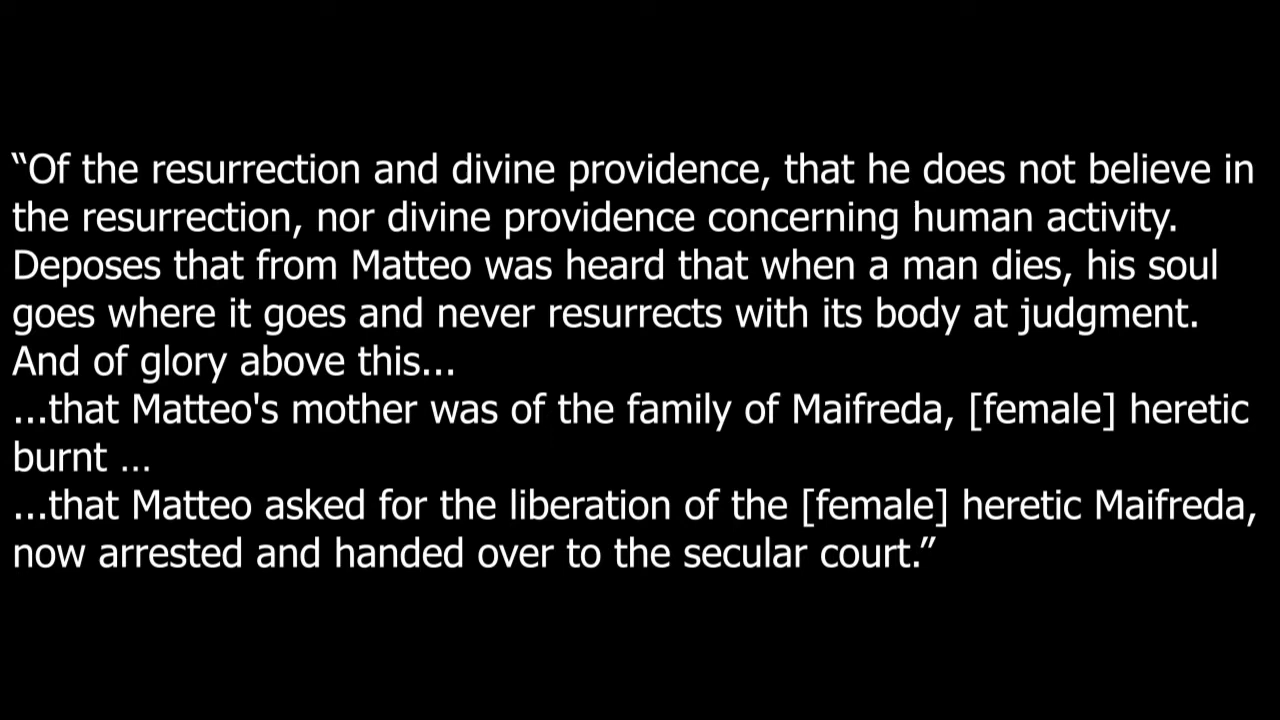 “Of the resurrection and divine providence, that he does not believe in
the resurrection, nor divine providence concerning human activity.
Deposes that from Matteo was heard that when a man dies, his soul
goes where it goes and never resurrects with its body at judgment.
And of glory above this...
...that Matteo's mother was of the family of Maifreda, [female] heretic
burnt ...
...that Matteo asked for the liberation of the [female] heretic Maifreda,
now arrested and handed over to the secular court.”